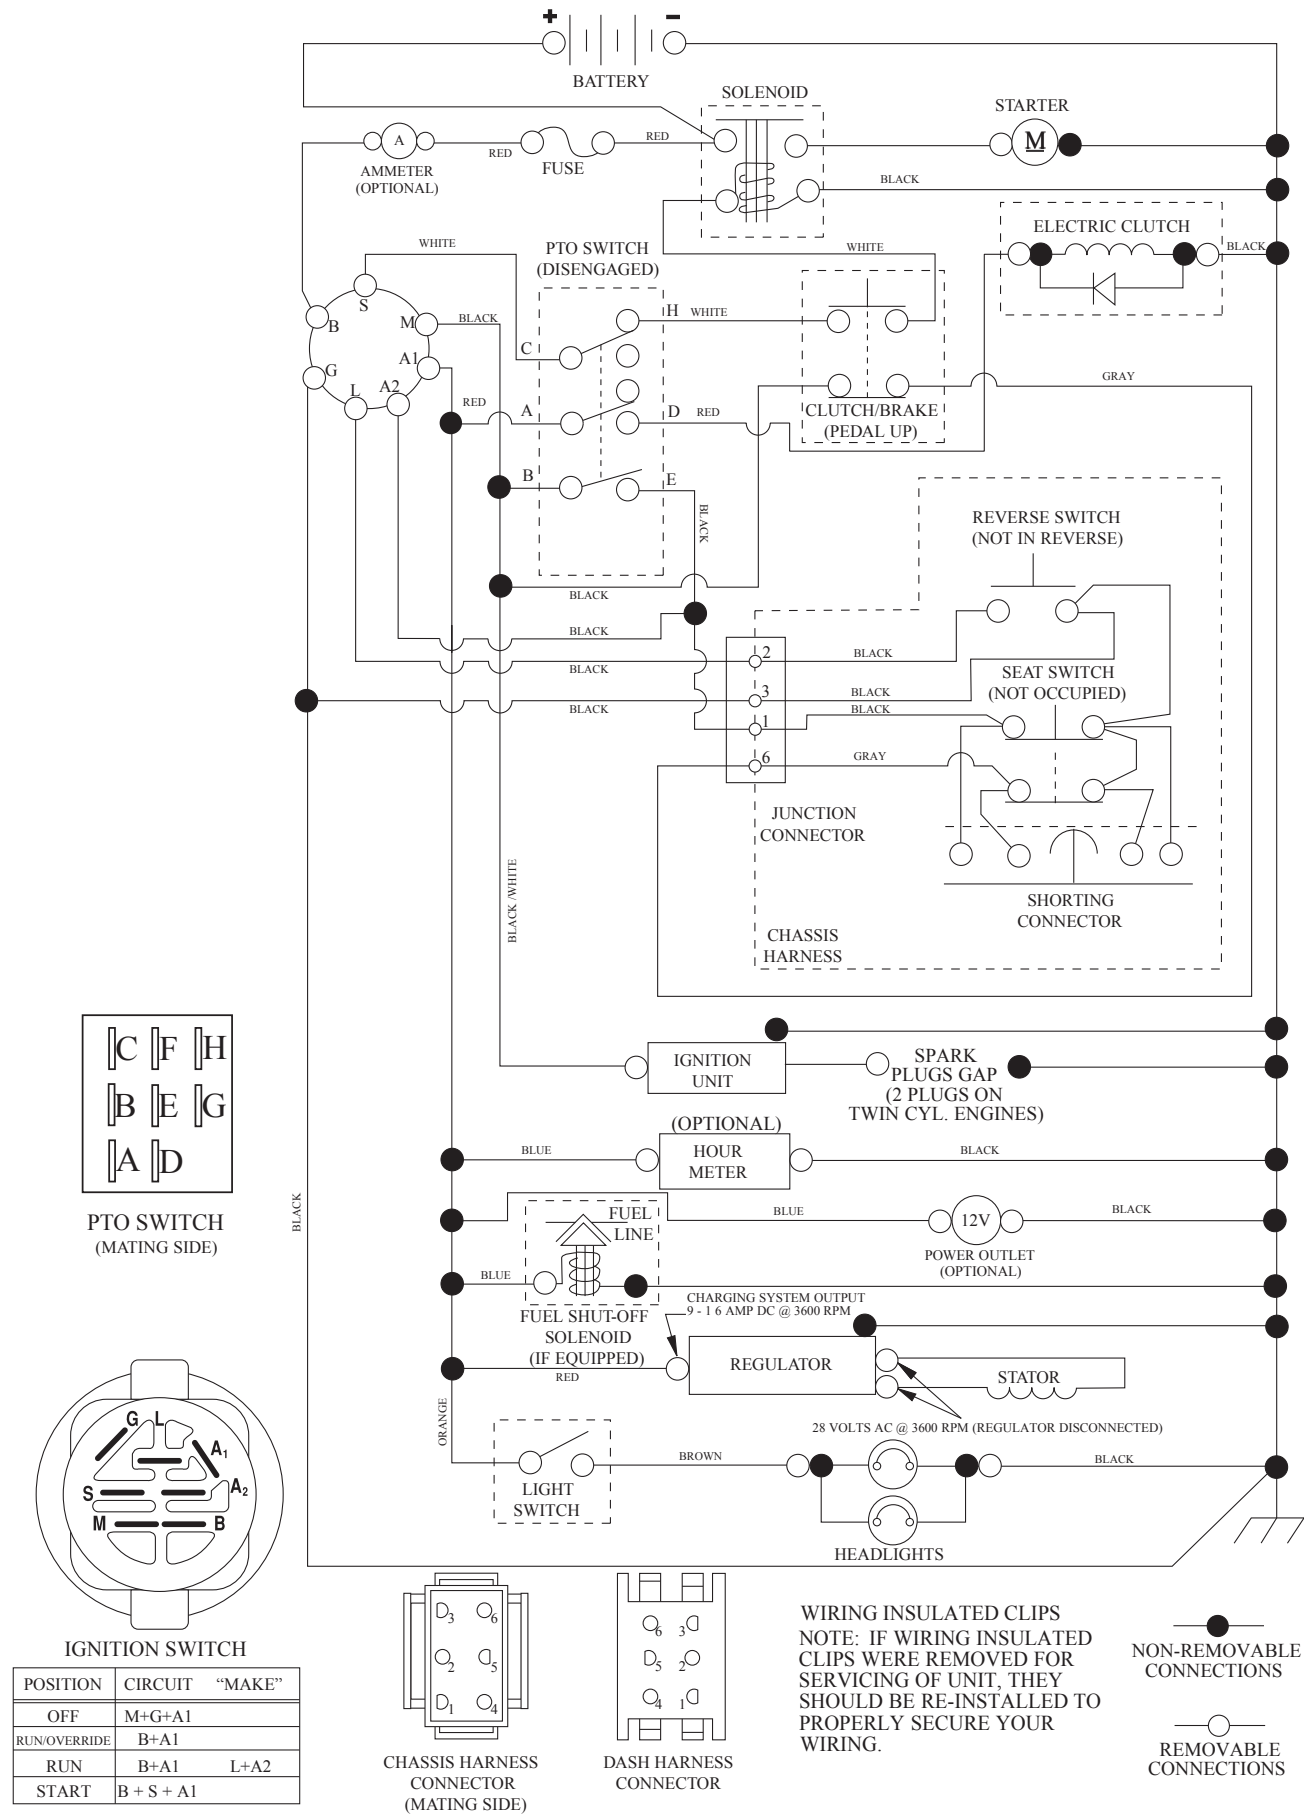 + −
BATTERY
SOLENOID
STARTER
M
A
AMMETER
(OPTIONAL)
RED
FUSE
RED
BLACK
ELECTRIC CLUTCH
BLACK
WHITE
PTO SWITCH
(DISENGAGED)
WHITE
S
B
M
BLACK
H WHITE
C
G
A1
L
A2
RED
A
D RED
GRAY
CLUTCH/BRAKE
(PEDAL UP)
B
E
BLACK
REVERSE SWITCH
(NOT IN REVERSE)
BLACK
BLACK
BLACK
2
BLACK
SEAT SWITCH
(NOT OCCUPIED)
3
BLACK
BLACK
BLACK
1
6
GRAY
JUNCTION
CONNECTOR
BLACK /WHITE
SHORTING
CONNECTOR
CHASSIS
HARNESS
C F H
B E G
A D
PTO SWITCH
(MATING SIDE)
BLACK
IGNITION
UNIT
SPARK
PLUGS GAP
(2 PLUGS ON
TWIN CYL. ENGINES)
(OPTIONAL)
HOUR
METER
BLUE
BLACK
FUEL
LINE
BLUE
12V
BLACK
POWER OUTLET
(OPTIONAL)
BLUE
FUEL SHUT-OFF
SOLENOID
(IF EQUIPPED)
CHARGING SYSTEM OUTPUT
9 - 1 6 AMP DC @ 3600 RPM
RED
REGULATOR
STATOR
28 VOLTS AC @ 3600 RPM (REGULATOR DISCONNECTED)
ORANGE
LIGHT
SWITCH
BROWN
BLACK
HEADLIGHTS
G L
A1
A2
S
M B
IGNITION SWITCH
POSITION CIRCUIT “MAKE”
OFF M+G+A1
RUN/OVERRIDE B+A1
RUN B+A1 L+A2
START B + S + A1
3 6
2 5
1 4
CHASSIS HARNESS
CONNECTOR
(MATING SIDE)
6 3
5 2
4 1
DASH HARNESS
CONNECTOR
WIRING INSULATED CLIPS
NOTE: IF WIRING INSULATED
CLIPS WERE REMOVED FOR
SERVICING OF UNIT, THEY
SHOULD BE RE-INSTALLED TO
PROPERLY SECURE YOUR
WIRING.
NON-REMOVABLE
CONNECTIONS
REMOVABLE
CONNECTIONS